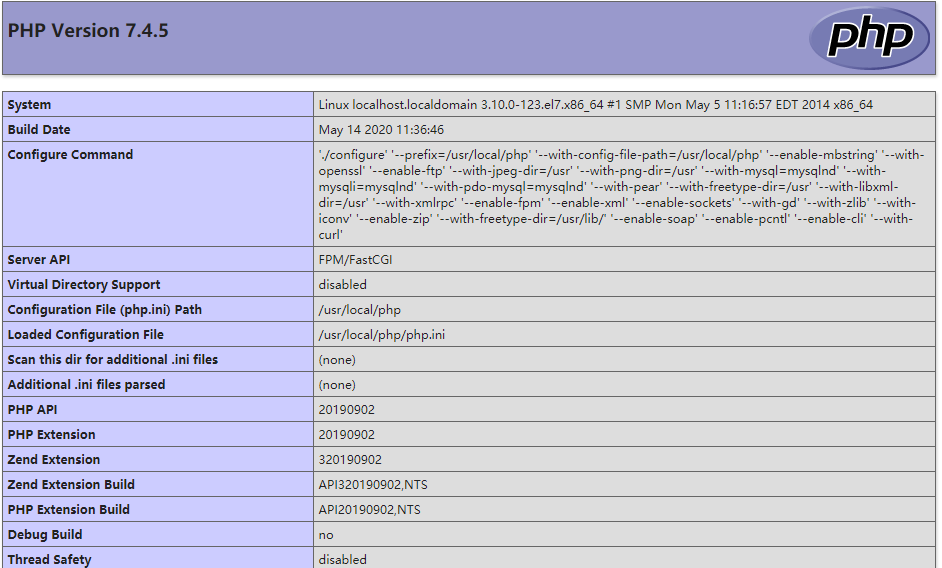 PHP Version 7.4.5
php
System Linux localhost.localdomain 3.10.0-123.el7.x86_64 #1 SMP Mon May 5 11:16:57 EDT 2014 x86_64
Build Date May 14 2020 11:36:46
Configure Command './configure' '--prefix=/usr/local/php' '--with-config-file-path=/usr/local/php' '--enable-mbstring' '--with-
openssl' '--enable-ftp' '--with-jpeg-dir=/usr' '--with-png-dir=/usr' '--with-mysql=mysqlnd' '--with-
mysqli=mysqlnd' '--with-pdo-mysql=mysqlnd' '--with-pear' '--with-freetype-dir=/usr' '--with-libxml-
dir=/usr' '--with-xmlrpc' '--enable-fpm' '--enable-xml' '--enable-sockets' '--with-gd' '--with-zlib' '--with-
iconv' '--enable-zip' '--with-freetype-dir=/usr/lib/' '--enable-soap' '--enable-pcntl' '--enable-cli' '--with-
curl'
Server API FPM/FastCGI
Virtual Directory Support disabled
Configuration File (php.ini) Path /usr/local/php
Loaded Configuration File /usr/local/php/php.ini
Scan this dir for additional .ini files (none)
Additional .ini files parsed (none)
PHP API 20190902
PHP Extension 20190902
Zend Extension 320190902
Zend Extension Build API320190902,NTS
PHP Extension Build API20190902,NTS
Debug Build no
Thread Safety disabled